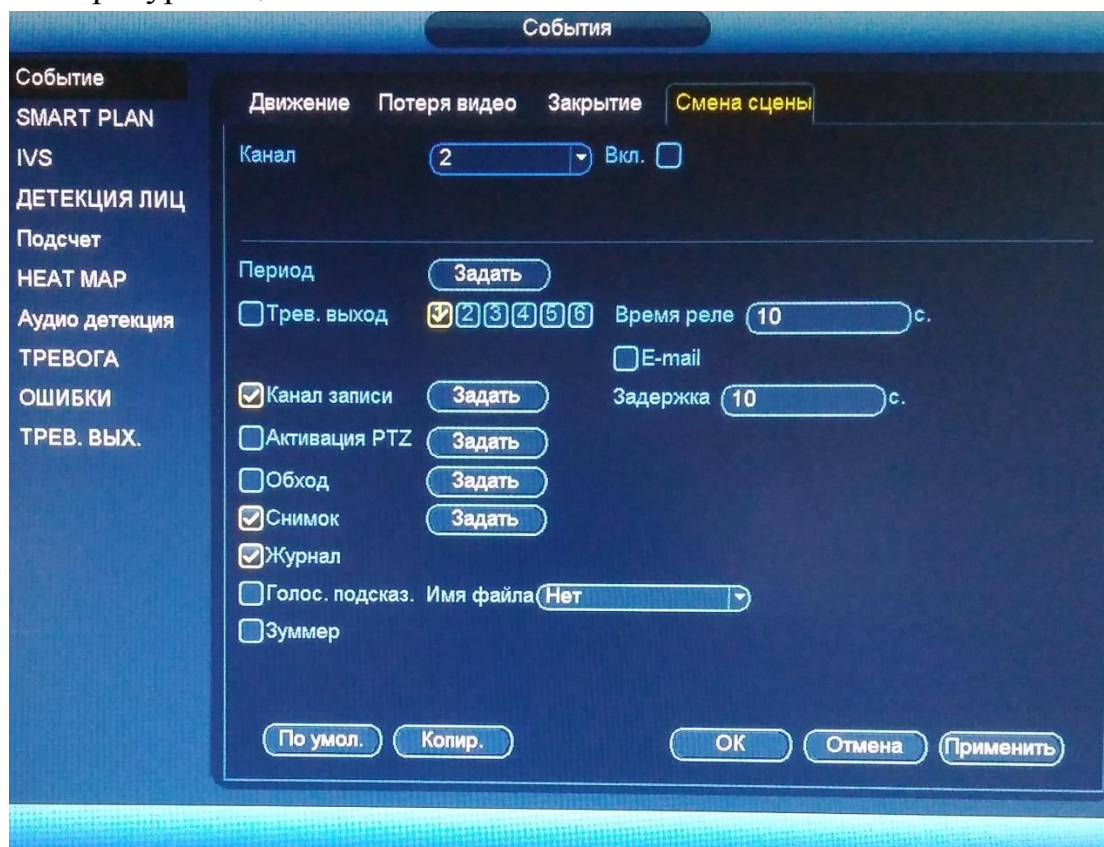 События
Событие
SMART PLAN
IVS
ДЕТЕКЦИЯ ЛИЦ
Подсчет
HEAT MAP
Аудио детекция
ТРЕВОГА
ОШИБКИ
ТРЕВ. ВЫХ.
Движение Потеря видео Закрытие Смена сцены
Канал 2 Вкл.
Период Задать
Трев. выход 1 2 3 4 5 6 Время реле 10 с.
E-mail
Канал записи Задать Задержка 10 с.
Активация PTZ Задать
Обход Задать
Снимок Задать
Журнал
Голос. подсказ. Имя файла Нет
Зуммер
По умол. Копир. ОК Отмена Применить